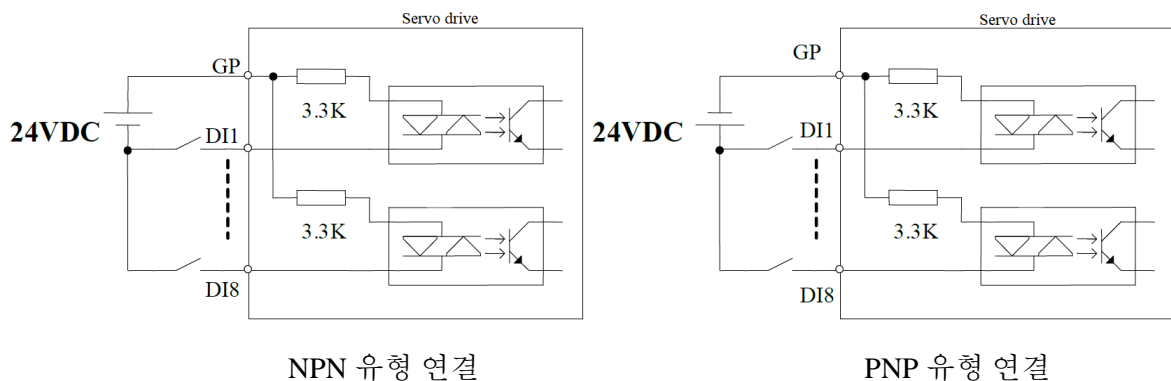 Servo drive
GP
3.3K
24VDC
DI1
3.3K
DI8
NPN 유형 연결
Servo drive
GP
3.3K
24VDC
DI1
3.3K
DI8
PNP 유형 연결